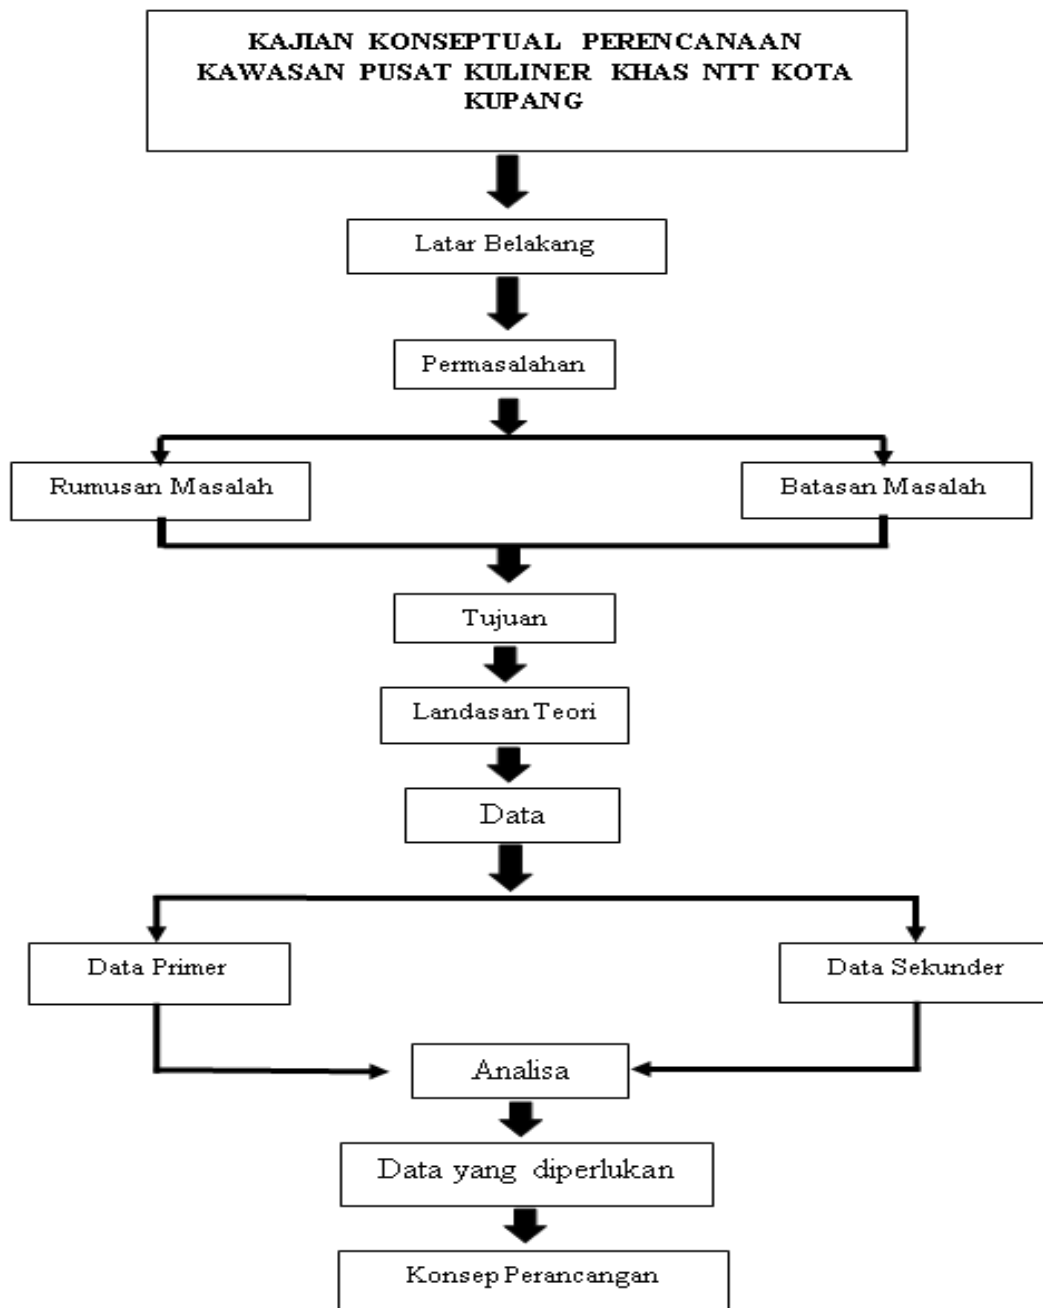 KAJIAN KONSEPTUAL PERENCANAAN
KAWASAN PUSAT KULINER KHAS NTT KOTA
KUPANG
Latar Belakang
Permasalahan
Rumusan Masalah
Batasan Masalah
Tujuan
Landasan Teori
Data
Data Primer
Data Sekunder
Analisa
Data yang diperlukan
Konsep Perancangan